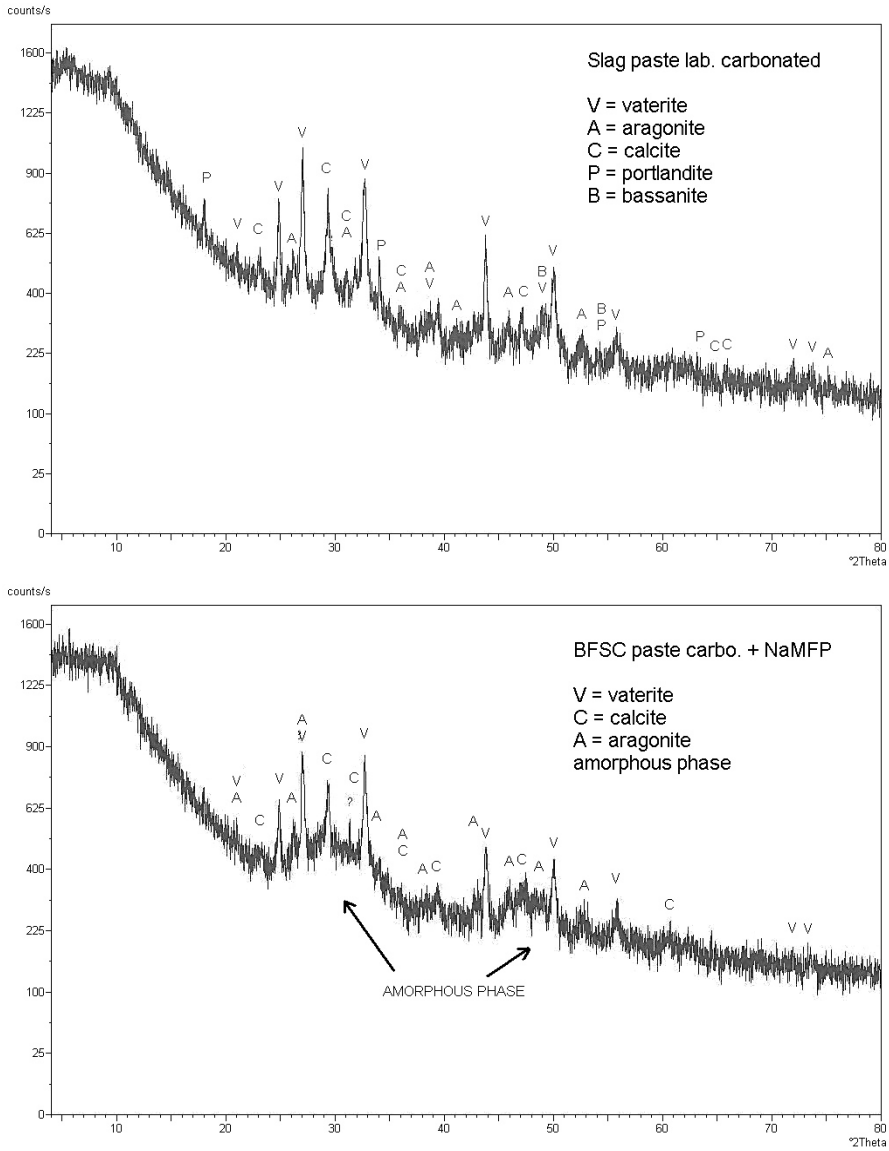 counts/s
1600
1225
900
625
400
225
100
25
0
Slag paste lab. carbonated
V = vaterite
A = aragonite
C = calcite
P = portlandite
B = bassanite
P
V
C
V
A
V
C
C
A
V
P
C
A
A
V
A
V
A
C
B
V
V
A
B
P
V
P
C
C
V
V
A
10
20
30
40
50
60
70
80
°2Theta
counts/s
1600
1225
900
625
400
225
100
25
0
BFSC paste carbo. + NaMFP
V = vaterite
C = calcite
A = aragonite
amorphous phase
V
A
C
V
A
A
V
C
C
?
V
A
A
C
A
C
A
V
A
C
A
V
A
V
C
V
V
AMORPHOUS PHASE
10
20
30
40
50
60
70
80
°2Theta